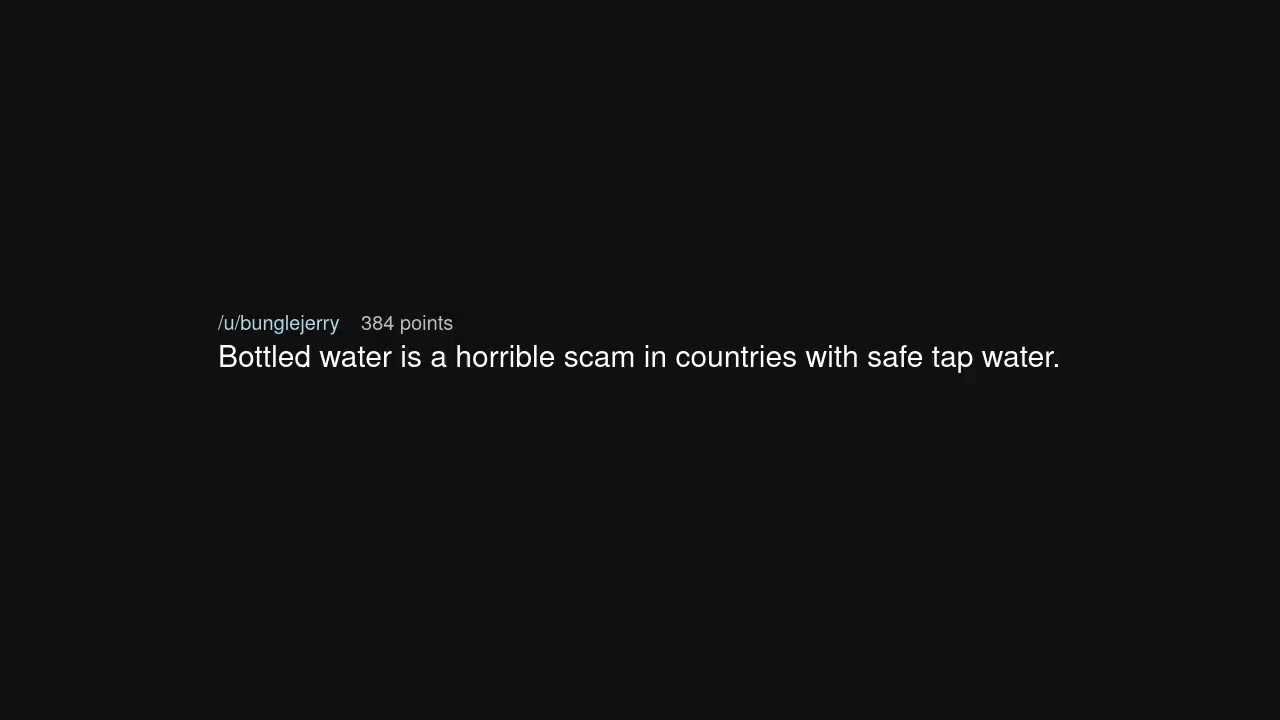 /u/bunglejerry 384 points
Bottled water is a horrible scam in countries with safe tap water.